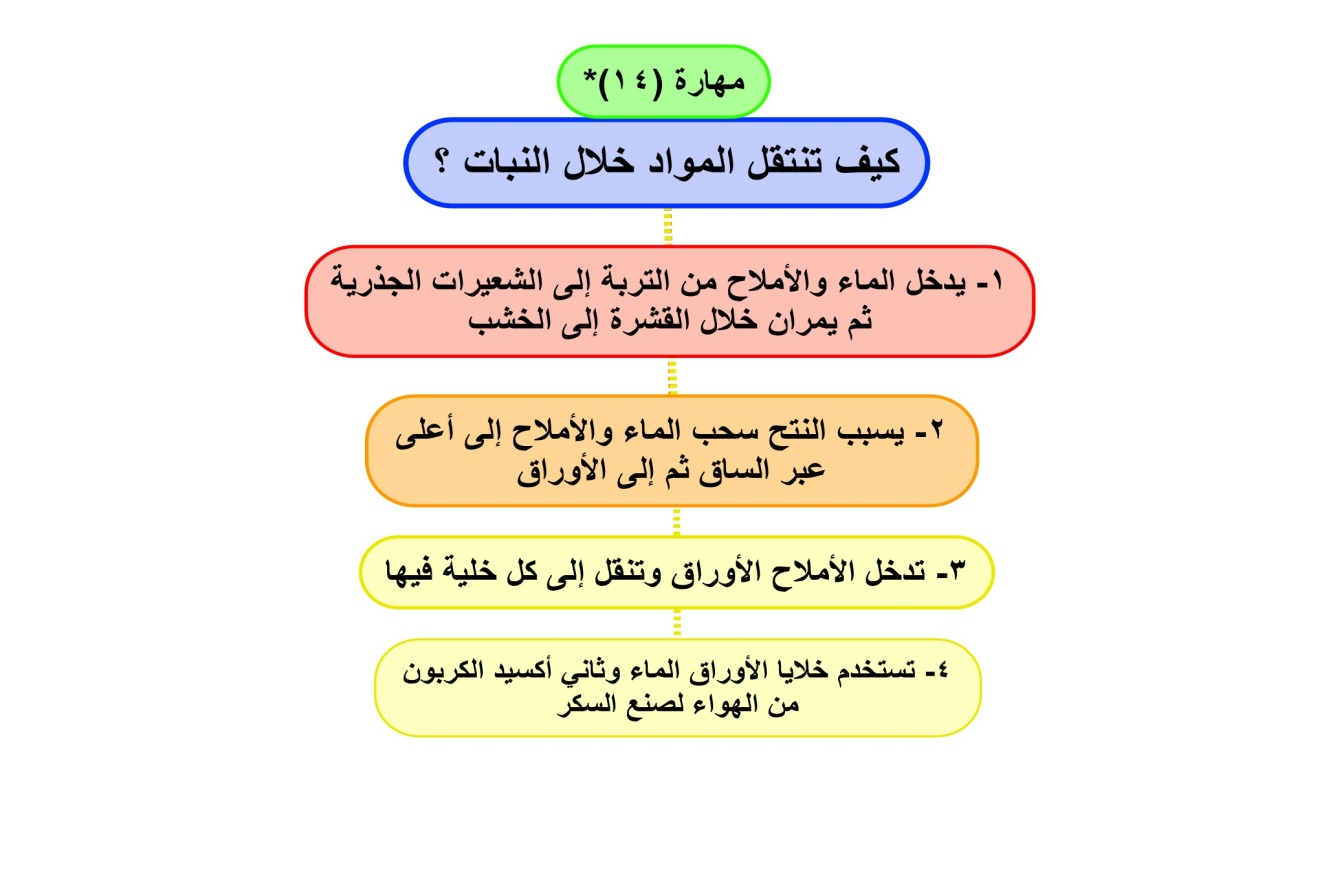 مهارة (١٤)*
كيف تنتقل المواد خلال النبات ؟
١- يدخل الماء والأملاح من التربة إلى الشعيرات الجذرية
ثم يمران خلال القشرة إلى الخشب
٢- يسبب النتح سحب الماء والأملاح إلى أعلى
عبر الساق ثم إلى الأوراق
٣- تدخل الأملاح الأوراق وتنقل إلى كل خلية فيها
٤- تستخدم خلايا الأوراق الماء وثاني أكسيد الكربون
من الهواء لصنع السكر